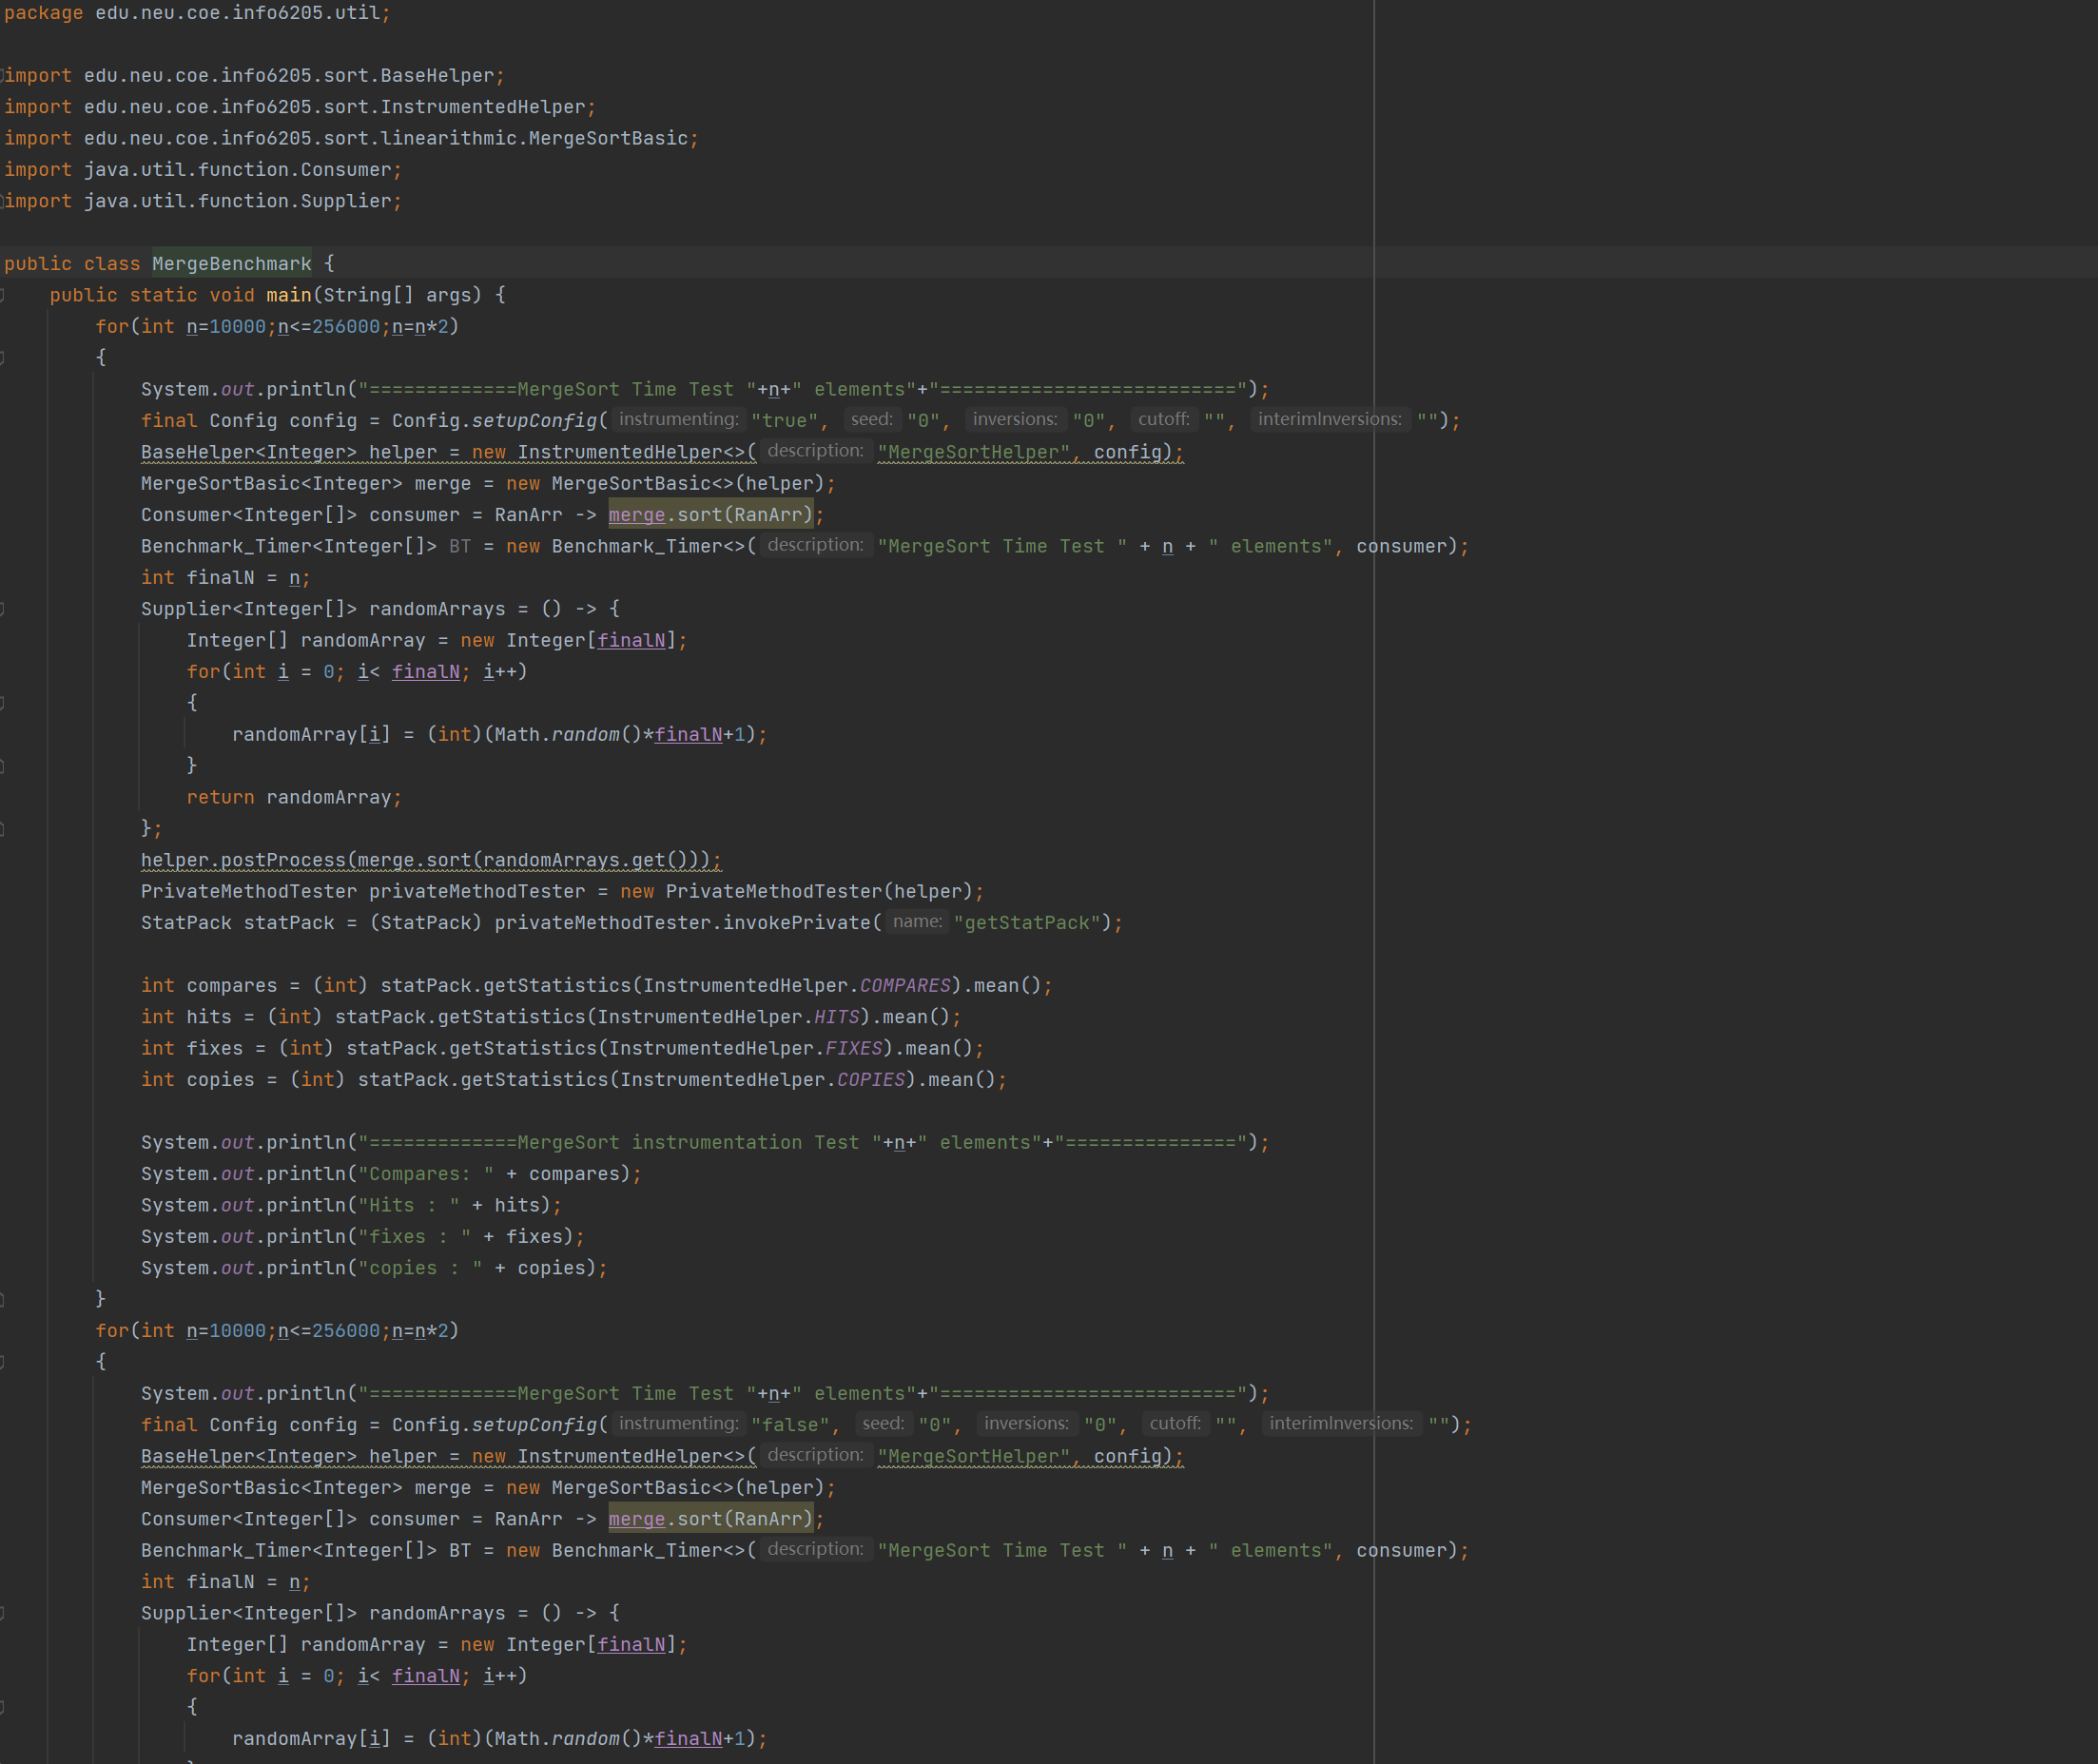 package edu.neu.coe.info6205.util;
import edu.neu.coe.info6205.sort.BaseHelper;
import edu.neu.coe.info6205.sort.InstrumentedHelper;
import edu.neu.coe.info6205.sort.linearithmic.MergeSortBasic;
import java.util.function.Consumer;
import java.util.function.Supplier;
public class MergeBenchmark {
public static void main(String[] args) {
for(int n=10000;n<=256000;n=n*2)
{
System.out.println("=============MergeSort Time Test "+n+" elements"+"==========================");
final Config config = Config.setupConfig( instrumenting: "true", seed: "0", inversions: "0", cutoff: "", interimInversions: "");
BaseHelper<Integer> helper = new InstrumentedHelper<>( description: "MergeSortHelper", config);
MergeSortBasic<Integer> merge = new MergeSortBasic<>(helper);
Consumer<Integer[]> consumer = RanArr -> merge.sort(RanArr);
Benchmark_Timer<Integer[]> BT = new Benchmark_Timer<>( description: "MergeSort Time Test " + n + " elements", consumer);
int finalN = n;
Supplier<Integer[]> randomArrays = () -> {
Integer[] randomArray = new Integer[finalN];
for(int i = 0; i< finalN; i++)
{
randomArray[i] = (int)(Math.random()*finalN+1);
}
return randomArray;
};
helper.postProcess(merge.sort(randomArrays.get()));
PrivateMethodTester privateMethodTester = new PrivateMethodTester(helper);
StatPack statPack = (StatPack) privateMethodTester.invokePrivate( name: "getStatPack");
int compares = (int) statPack.getStatistics(InstrumentedHelper.COMPARES).mean();
int hits = (int) statPack.getStatistics(InstrumentedHelper.HITS).mean();
int fixes = (int) statPack.getStatistics(InstrumentedHelper.FIXES).mean();
int copies = (int) statPack.getStatistics(InstrumentedHelper.COPIES).mean();
System.out.println("=============MergeSort instrumentation Test "+n+" elements"+"===============");
System.out.println("Compares: " + compares);
System.out.println("Hits : " + hits);
System.out.println("fixes : " + fixes);
System.out.println("copies : " + copies);
}
for(int n=10000;n<=256000;n=n*2)
{
System.out.println("=============MergeSort Time Test "+n+" elements"+"==========================");
final Config config = Config.setupConfig( instrumenting: "false", seed: "0", inversions: "0", cutoff: "", interimInversions: "");
BaseHelper<Integer> helper = new InstrumentedHelper<>( description: "MergeSortHelper", config);
MergeSortBasic<Integer> merge = new MergeSortBasic<>(helper);
Consumer<Integer[]> consumer = RanArr -> merge.sort(RanArr);
Benchmark_Timer<Integer[]> BT = new Benchmark_Timer<>( description: "MergeSort Time Test " + n + " elements", consumer);
int finalN = n;
Supplier<Integer[]> randomArrays = () -> {
Integer[] randomArray = new Integer[finalN];
for(int i = 0; i< finalN; i++)
{
randomArray[i] = (int)(Math.random()*finalN+1);